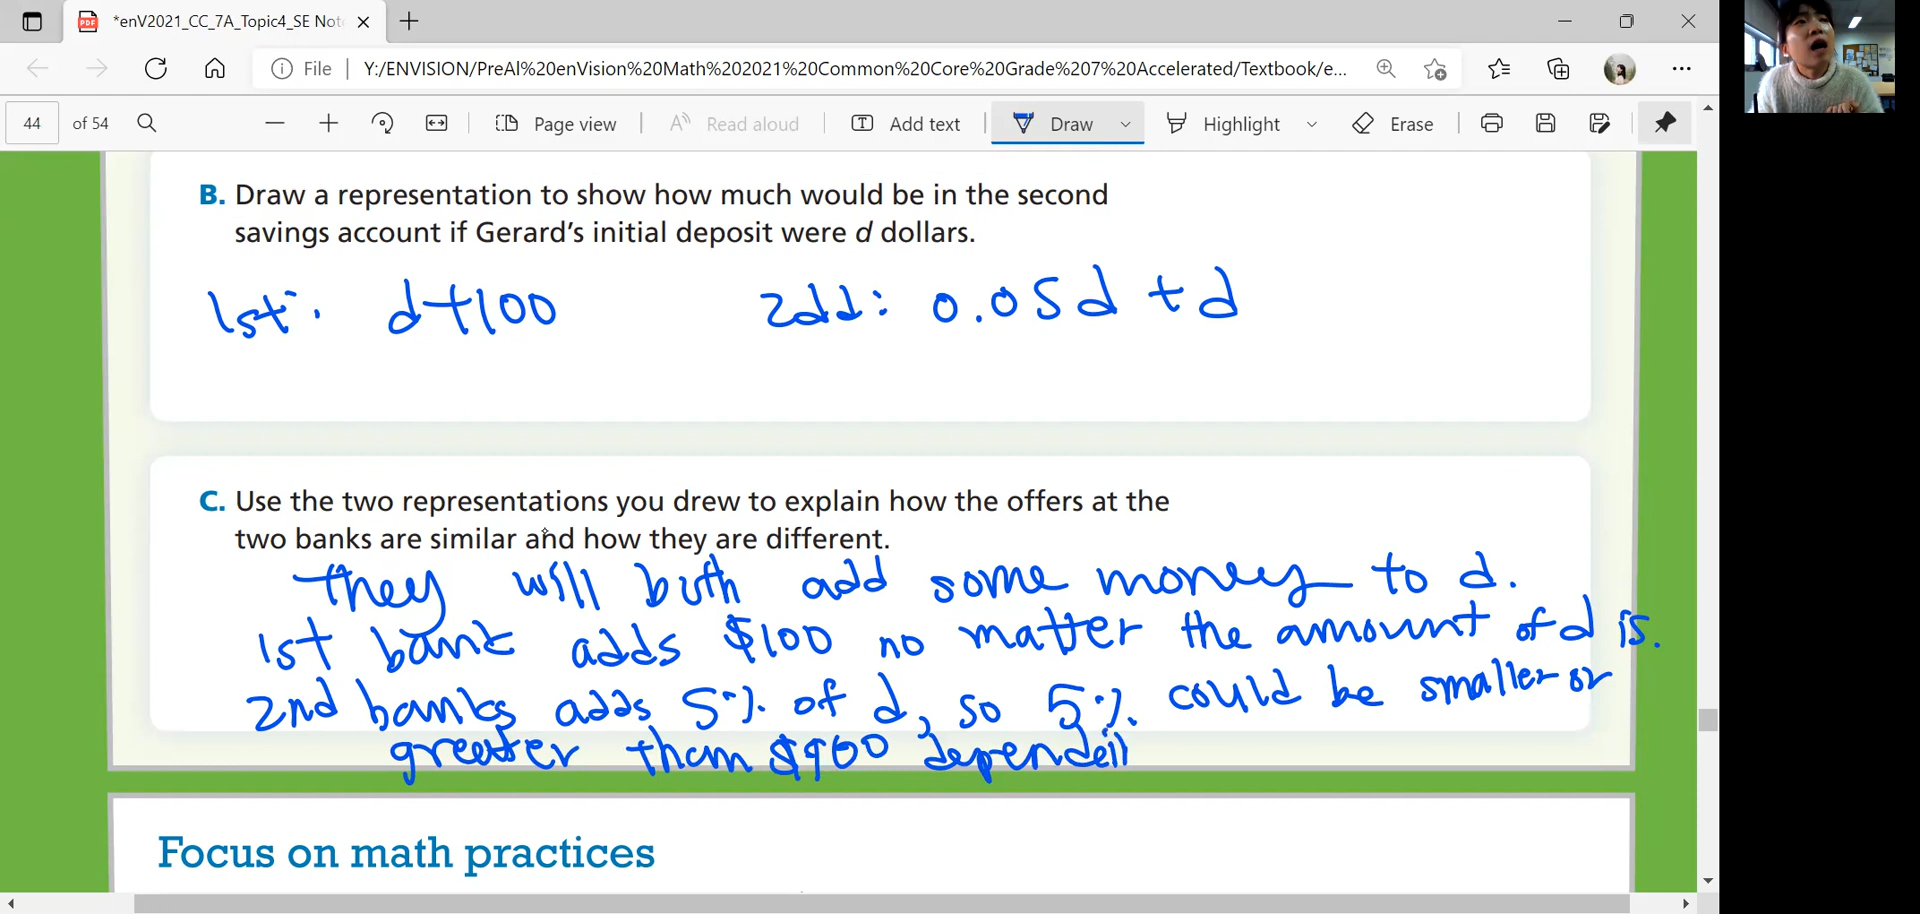 *enV2021_CC_7A_Topic4_SE Not
File Y:/ENVISION/PreAl%20enVision%20Math%202021%20Common%20Core%20Grade%207%20Accelerated/Textbook/e...
44 of 54 Page view Read aloud Add text Draw Highlight Erase
B. Draw a representation to show how much would be in the second
savings account if Gerard's initial deposit were d dollars.
1st: d+100 2dd: 0.05d + d
C. Use the two representations you drew to explain how the offers at the
two banks are similar and how they are different.
They will both add some money to d.
1st bank adds $100 no matter the amount of d is.
2nd banks adds 5% of d, so 5% could be smaller or
greater than
Focus on math practices